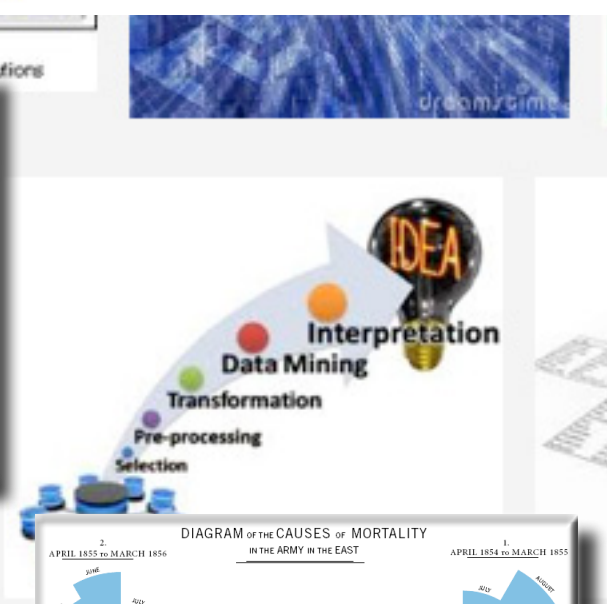 dreamstime
IDEA
Interpretation
Data Mining
Transformation
Pre-processing
Selection
DIAGRAM OF THE CAUSES OF MORTALITY
IN THE ARMY IN THE EAST
2.
APRIL 1855 TO MARCH 1856
1.
APRIL 1854 TO MARCH 1855
JUNE
JULY
JULY
AUGUST